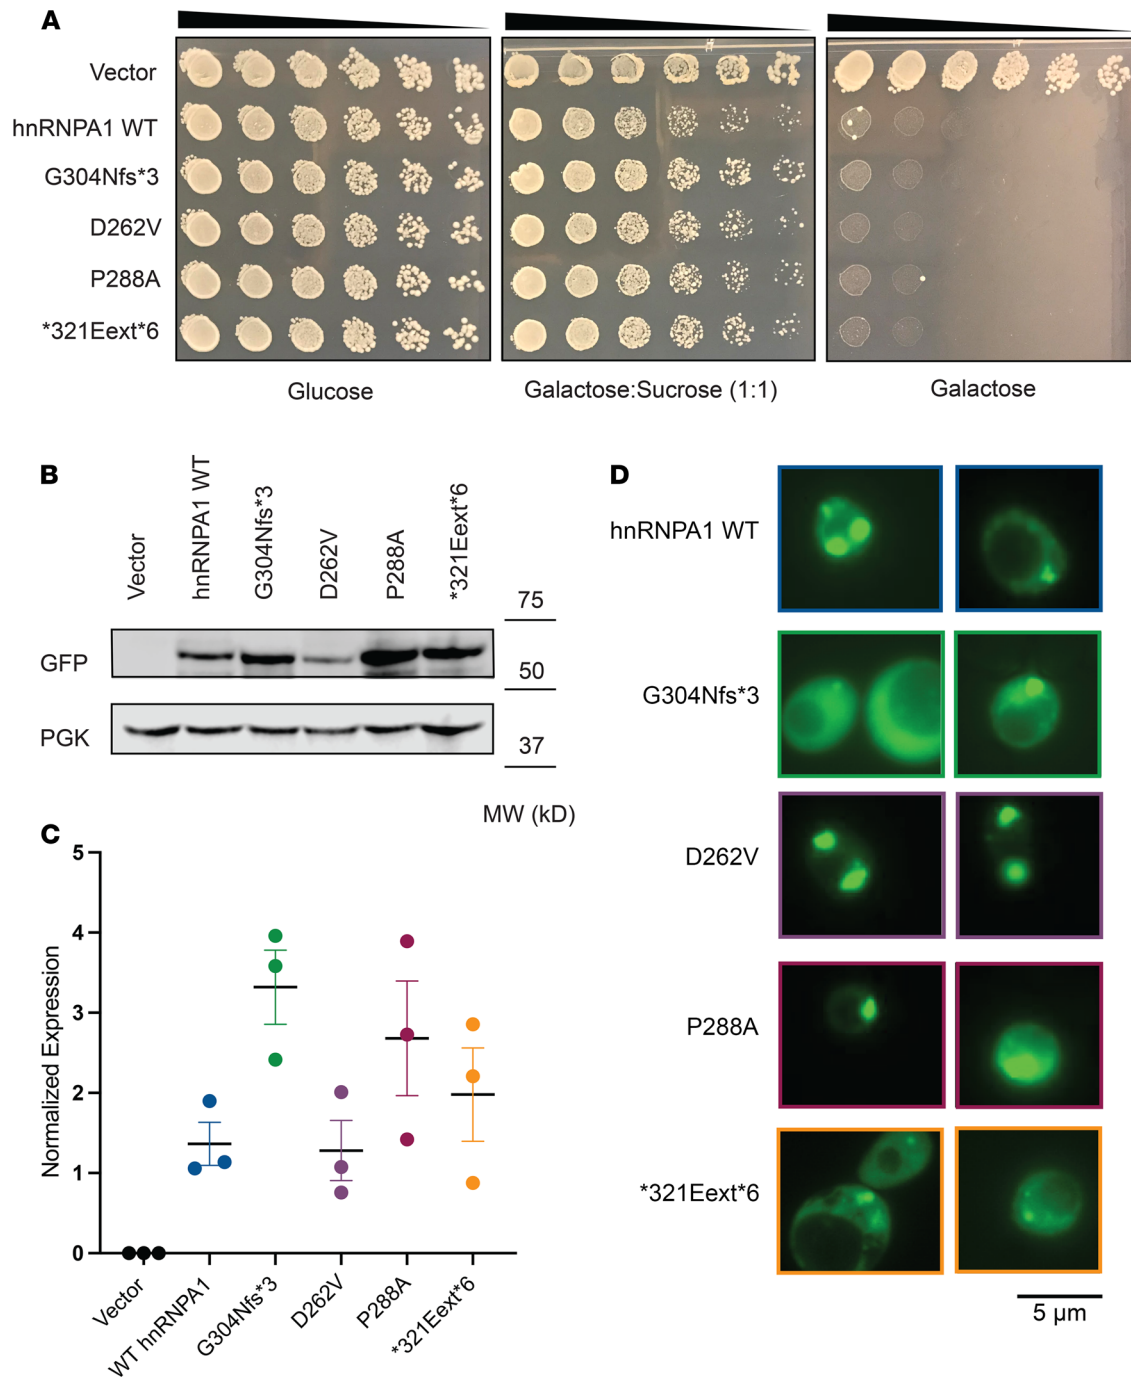 A
Vector
hnRNPA1 WT
G304Nfs*3
D262V
P288A
*321Eext*6
Glucose
Galactose:Sucrose (1:1)
Galactose
B
Vector
hnRNPA1 WT
G304Nfs*3
D262V
P288A
*321Eext*6
75
GFP
50
PGK
37
MW (kD)
C
Normalized Expression
5
4
3
2
1
0
Vector
WT hnRNPA1
G304Nfs*3
D262V
P288A
*321Eext*6
D
hnRNPA1 WT
G304Nfs*3
D262V
P288A
*321Eext*6
5 µm